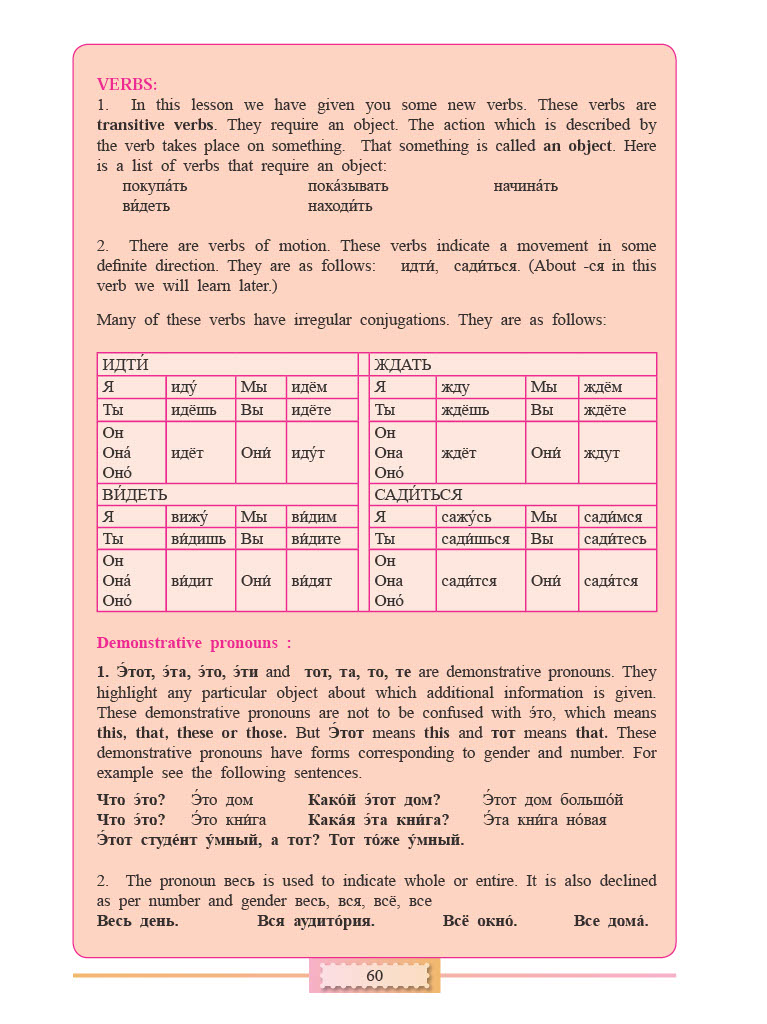 VERBS:
1. In this lesson we have given you some new verbs. These verbs are
transitive verbs. They require an object. The action which is described by
the verb takes place on something. That something is called an object. Here
is a list of verbs that require an object:
покупа́ть пока́зывать начина́ть
ви́деть находи́ть
2. There are verbs of motion. These verbs indicate a movement in some
definite direction. They are as follows: идти́, сади́ться. (About -ся in this
verb we will learn later.)
Many of these verbs have irregular conjugations. They are as follows:
ИДТИ́ ЖДАТЬ
Я иду́ Мы идём Я жду Мы ждём
Ты идёшь Вы идёте Ты ждёшь Вы ждёте
Он Он
Она́ идёт Они́ иду́т Она ждёт Они́ ждут
Оно́ Оно́
ВИ́ДЕТЬ САДИ́ТЬСЯ
Я вижу́ Мы ви́дим Я сажу́сь Мы сади́мся
Ты ви́дишь Вы ви́дите Ты сади́шься Вы сади́тесь
Он Он
Она́ ви́дит Они́ ви́дят Она сади́тся Они́ садя́тся
Оно́ Оно́
Demonstrative pronouns :
1. Э́тот, э́та, э́то, э́ти and тот, та, то, те are demonstrative pronouns. They
highlight any particular object about which additional information is given.
These demonstrative pronouns are not to be confused with э́то, which means
this, that, these or those. But Э́тот means this and тот means that. These
demonstrative pronouns have forms corresponding to gender and number. For
example see the following sentences.
Что э́то? Э́то дом Како́й э́тот дом? Э́тот дом большо́й
Что э́то? Э́то кни́га Кака́я э́та кни́га? Э́та кни́га но́вая
Э́тот студе́нт у́мный, а тот? Тот то́же у́мный.
2. The pronoun весь is used to indicate whole or entire. It is also declined
as per number and gender весь, вся, всё, все
Весь день. Вся аудито́рия. Всё окно́. Все дома́.
60